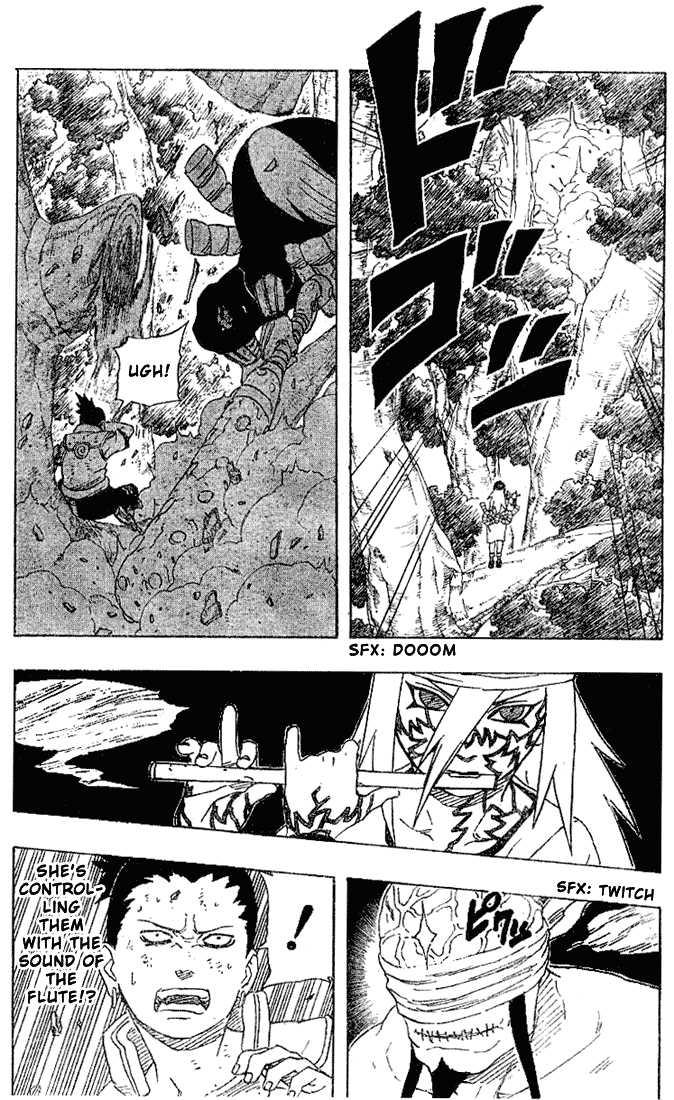 ドゴッッ
SFX: DOOOM
UGH!
ピクッ
SFX: TWITCH
!
SHE'S
CONTROL-
LING
THEM
WITH THE
SOUND OF
THE
FLUTE!?